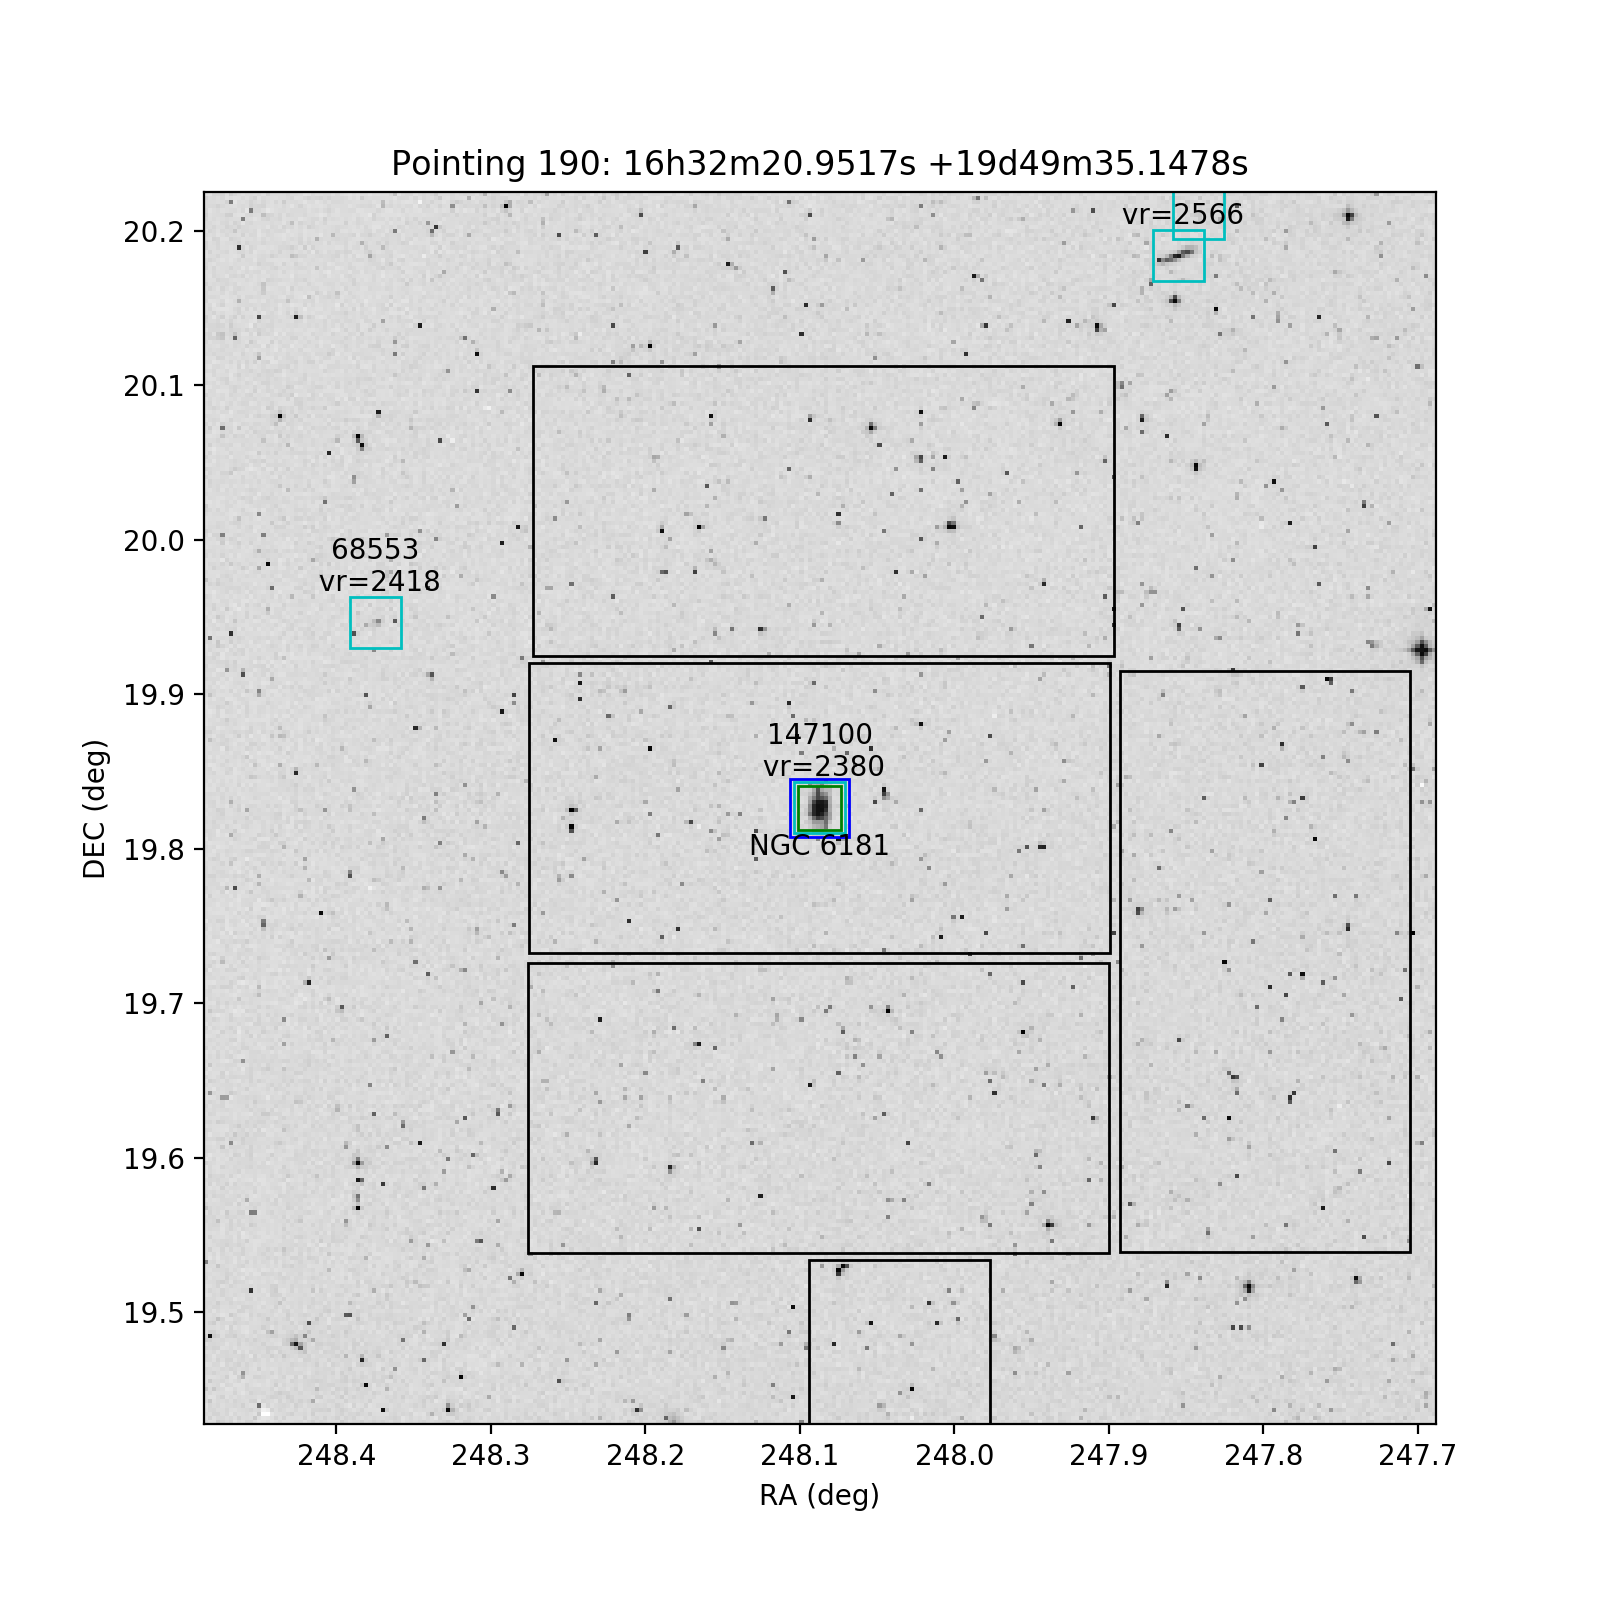 Pointing 190: 16h32m20.9517s +19d49m35.1478s
vr=2566
20.2
20.1
20.0
19.9
19.8
19.7
19.6
19.5
DEC (deg)
68553
vr=2418
147100
vr=2380
NGC 6181
248.4 248.3 248.2 248.1 248.0 247.9 247.8 247.7
RA (deg)